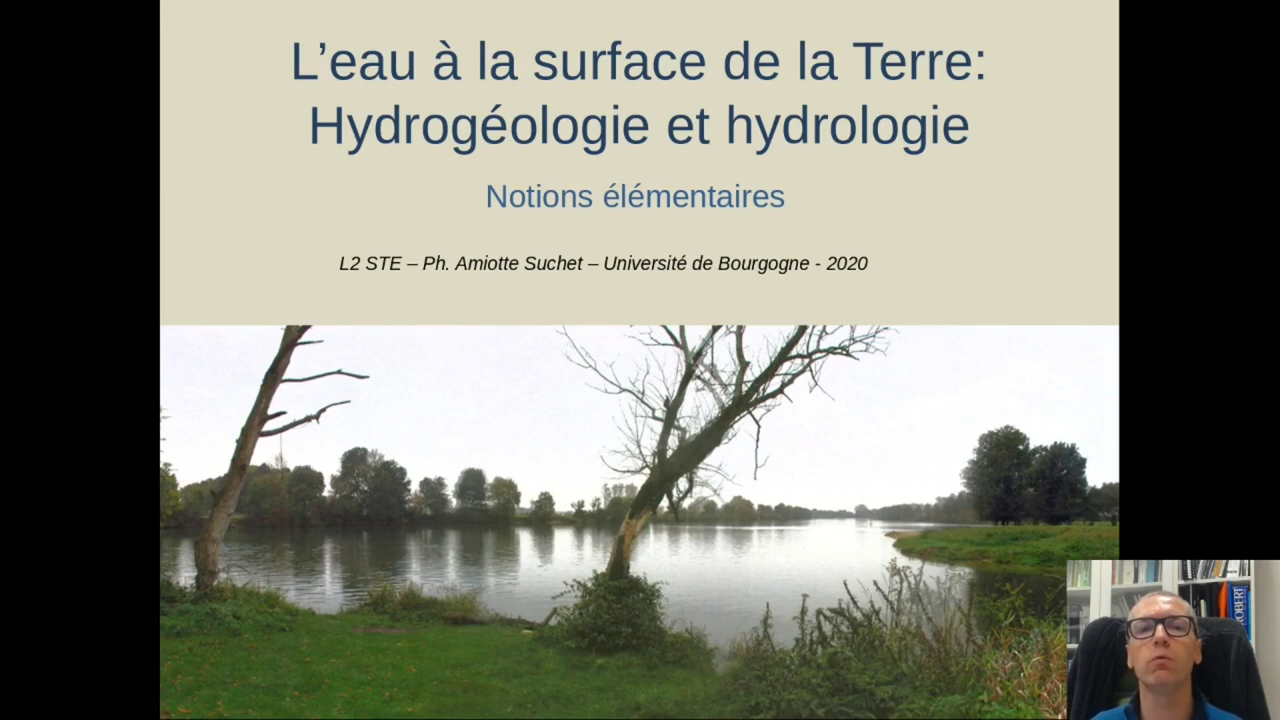 L’eau à la surface de la Terre:
Hydrogéologie et hydrologie
Notions élémentaires
L2 STE – Ph. Amiotte Suchet – Université de Bourgogne - 2020
ROBERT